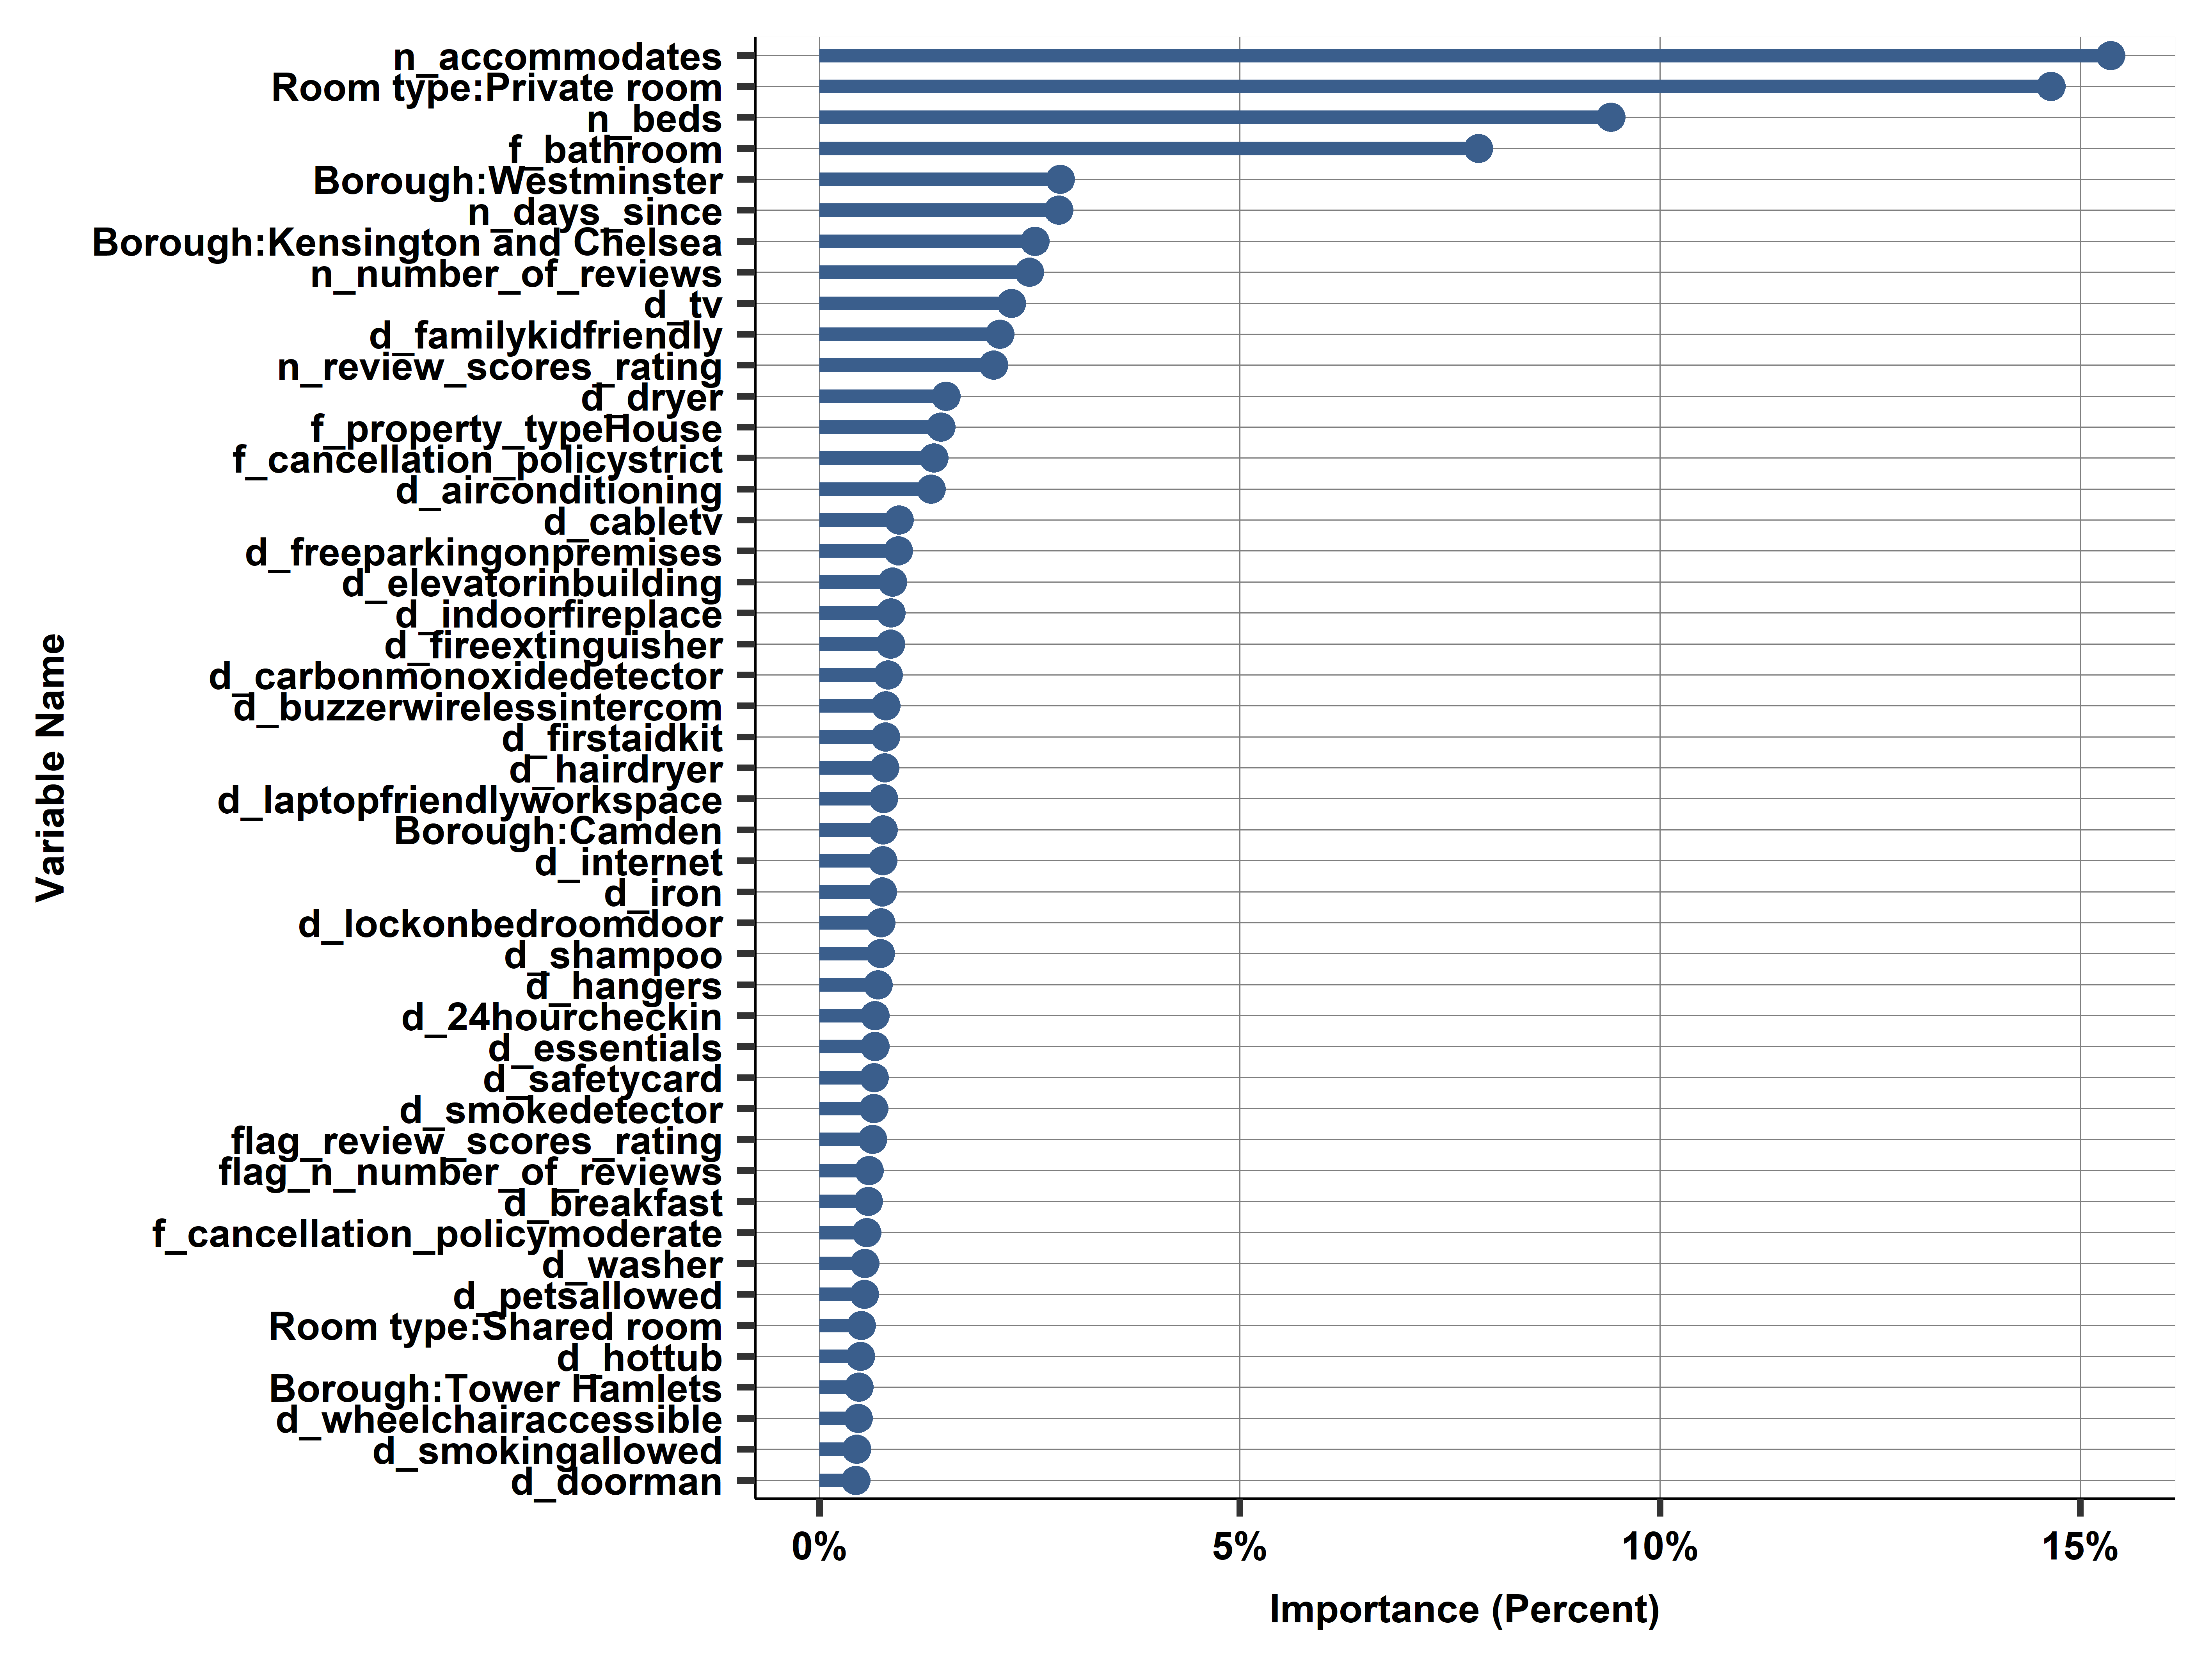 n_accommodates
Room type:Private room
n_beds
f_bathroom
Borough:Westminster
n_days_since
Borough:Kensington and Chelsea
n_number_of_reviews
d_tv
d_familykidfriendly
n_review_scores_rating
d_dryer
f_property_typeHouse
f_cancellation_policystrict
d_airconditioning
d_cabletv
d_freeparkingonpremises
d_elevatorinbuilding
d_indoorfireplace
d_fireextinguisher
d_carbonmonoxidedetector
d_buzzerwirelessintercom
d_firstaidkit
d_hairdryer
d_laptopfriendlyworkspace
Borough:Camden
d_internet
d_iron
d_lockonbedroomdoor
d_shampoo
d_hangers
d_24hourcheckin
d_essentials
d_safetycard
d_smokedetector
flag_review_scores_rating
flag_n_number_of_reviews
d_breakfast
f_cancellation_policymoderate
d_washer
d_petsallowed
Room type:Shared room
d_hottub
Borough:Tower Hamlets
d_wheelchairaccessible
d_smokingallowed
d_doorman
Variable Name
0% 5% 10% 15%
Importance (Percent)